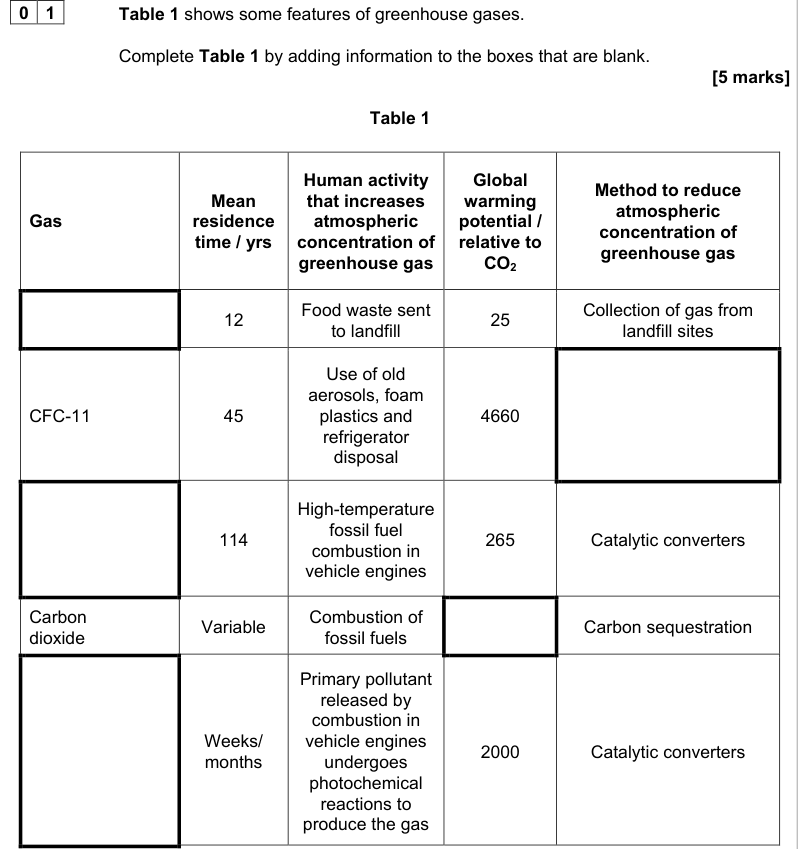 0 1
Table 1 shows some features of greenhouse gases.
Complete Table 1 by adding information to the boxes that are blank.
[5 marks]
Table 1
Gas
Mean
residence
time / yrs
Human activity
that increases
atmospheric
concentration of
greenhouse gas
Global
warming
potential /
relative to
CO₂
Method to reduce
atmospheric
concentration of
greenhouse gas
12
Food waste sent
to landfill
25
Collection of gas from
landfill sites
CFC-11
45
Use of old
aerosols, foam
plastics and
refrigerator
disposal
4660
114
High-temperature
fossil fuel
combustion in
vehicle engines
265
Catalytic converters
Carbon
dioxide
Variable
Combustion of
fossil fuels
Carbon sequestration
Weeks/
months
Primary pollutant
released by
combustion in
vehicle engines
undergoes
photochemical
reactions to
produce the gas
2000
Catalytic converters